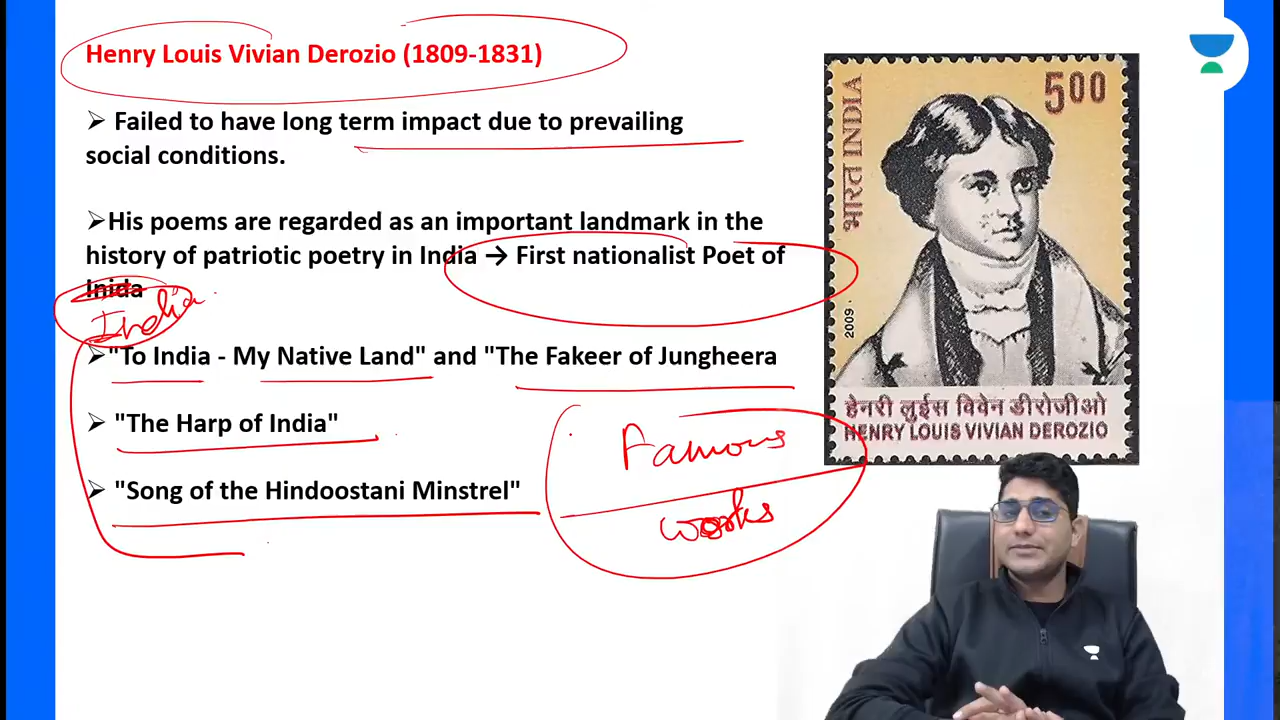 Henry Louis Vivian Derozio (1809-1831)
➢ Failed to have long term impact due to prevailing
social conditions.
➢His poems are regarded as an important landmark in the
history of patriotic poetry in India → First nationalist Poet of
Inida
India
➢"To India - My Native Land" and "The Fakeer of Jungheera
➢ "The Harp of India"
➢ "Song of the Hindoostani Minstrel"
Famous
works
भारत INDIA
500
2009
हेनरी लुईस विवेन डीरोजीओ
HENRY LOUIS VIVIAN DEROZIO